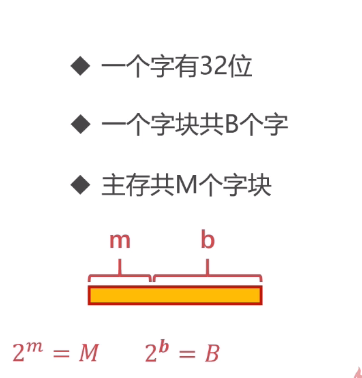 ◆ 一个字有32位
◆ 一个字块共B个字
◆ 主存共M个字块
m b
2^m = M 2^b = B